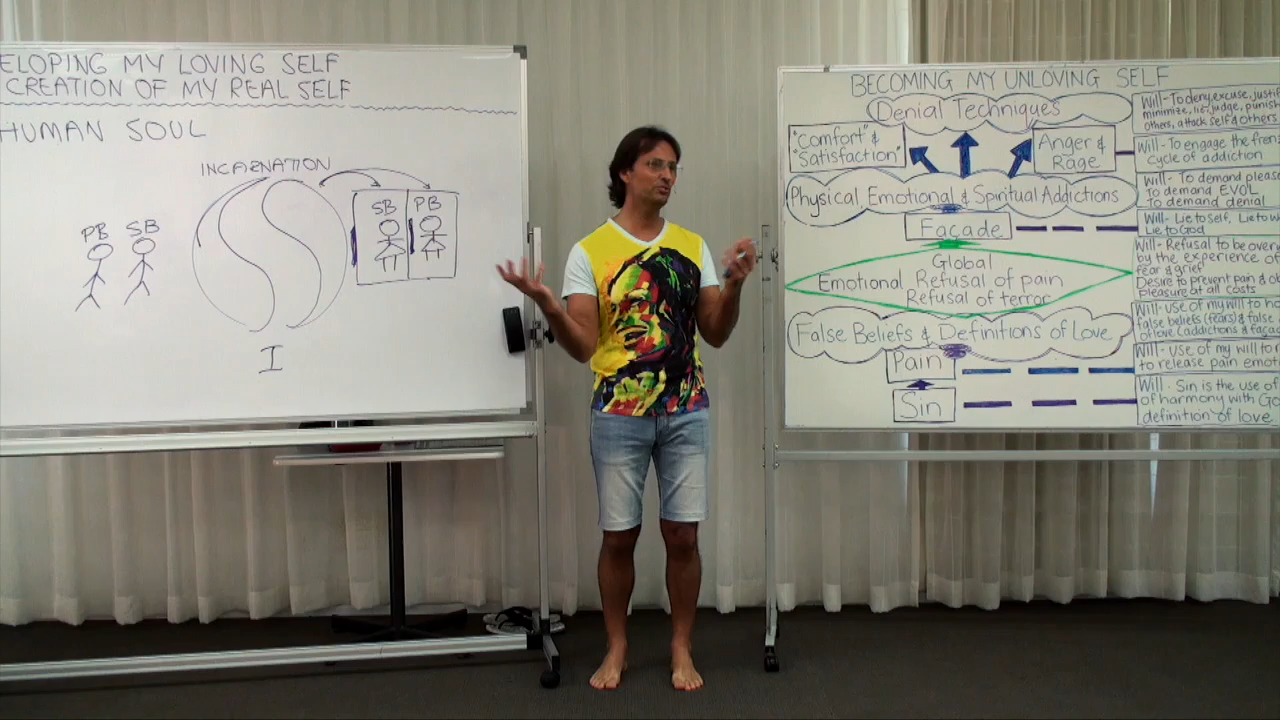 ELOPING MY LOVING SELF
CREATION OF MY REAL SELF
HUMAN SOUL
INCARNATION
PB SB
SB PB
I
BECOMING MY UNLOVING SELF
Denial Techniques
"Comfort" &
"Satisfaction"
Anger &
Rage
Physical, Emotional & Spiritual Addictions
Façade
Global
Emotional Refusal of pain
Refusal of terror
False Beliefs & Definitions of Love
Pain
Sin
Will - To deny, excuse, justif
minimize, lie, judge, punish
others, attack self & others
Will - To engage the fren
cycle of addiction
Will - To demand plea
To demand EVOL
To demand denial
Will - Lie to self, Lie to
Lie to God
Will - Refusal to be over
by the experience of
fear & grief
Desire to prevent pain &
pleasure at all costs
Will - use of my will to
false beliefs (fears) & false
of love (addictions &
Will - use of my will to
to release pain emot
Will - Sin is the use of
of harmony with Go
definition of love